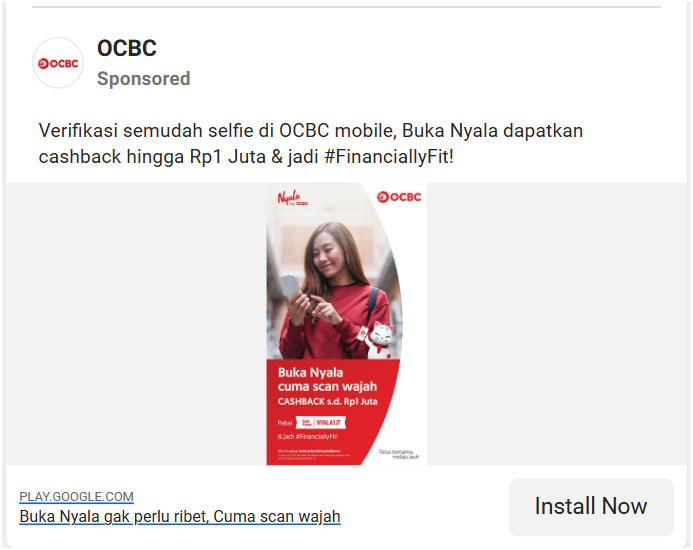 OCBC
OCBC
Sponsored
Verifikasi semudah selfie di OCBC mobile, Buka Nyala dapatkan
cashback hingga Rp1 Juta & jadi #FinanciallyFit!
Nyala
by OCBC
OCBC
Buka Nyala
cuma scan wajah
CASHBACK s.d. Rp1 Juta
Pakai
NYALA1JT
& jadi #FinanciallyFit!
Terus bersama,
melaju jauh
PLAY.GOOGLE.COM
Buka Nyala gak perlu ribet, Cuma scan wajah
Install Now